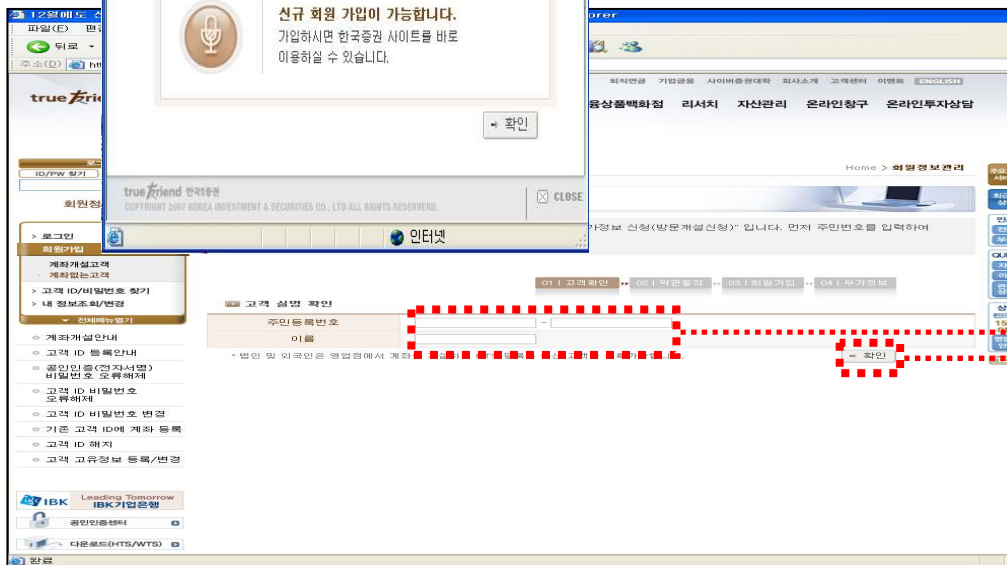 12월에도
orer
파일(E)
뒤로
주소(D)
신규 회원 가입이 가능합니다.
가입하시면 한국증권 사이트를 바로
이용하실 수 있습니다.
확인
true friend 한국증권
COPYRIGHT 2007 KOREA INVESTMENT & SECURITIES CO., LTD ALL RIGHTS RESERVERD.
CLOSE
인터넷
퇴직연금 기업금융 사이버증권대학 회사소개 고객센터 이벤트 ENGLISH
융상품백화점 리서치 자산관리 온라인창구 온라인투자상담
ID/PW 찾기
Home > 회원정보관리
가정보 신청(방문개설신청)" 입니다. 먼저 주민번호를 입력하여
> 로그인
회원가입
계좌개설고객
계좌없는고객
> 고객 ID/비밀번호 찾기
> 내 정보조회/변경
전체메뉴열기
계좌개설안내
고객 ID 등록안내
공인인증(전자서명)
비밀번호 오류해제
고객 ID 비밀번호
오류해제
고객 ID 비밀번호 변경
기존 고객 ID에 계좌 등록
고객 ID 해지
고객 고유정보 등록/변경
01 | 고객확인 02 | 약관동의 03 | 회원가입 04 | 부가정보
고객 실명 확인
주민등록번호 -
이름
* 법인 및 외국인은 영업점에서
확인
IBK Leading Tomorrow
IBK기업은행
공인인증센터
다운로드(HTS/WTS)
완료